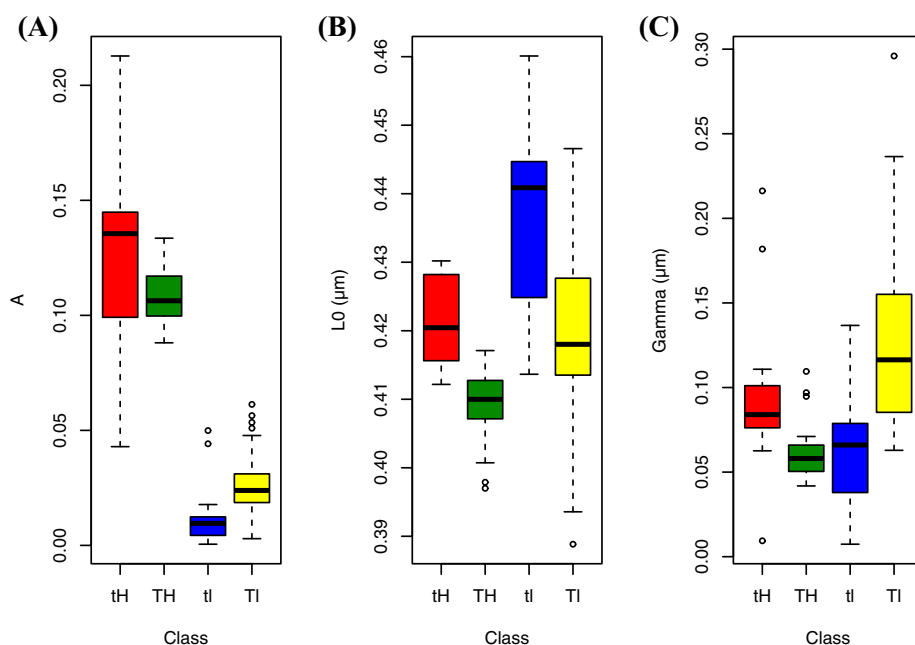 (A)
A
0.00
0.05
0.10
0.15
0.20
tH
TH
tl
Tl
Class
(B)
L0 (µm)
0.39
0.40
0.41
0.42
0.43
0.44
0.45
0.46
tH
TH
tl
Tl
Class
(C)
Gamma (µm)
0.00
0.05
0.10
0.15
0.20
0.25
0.30
tH
TH
tl
Tl
Class